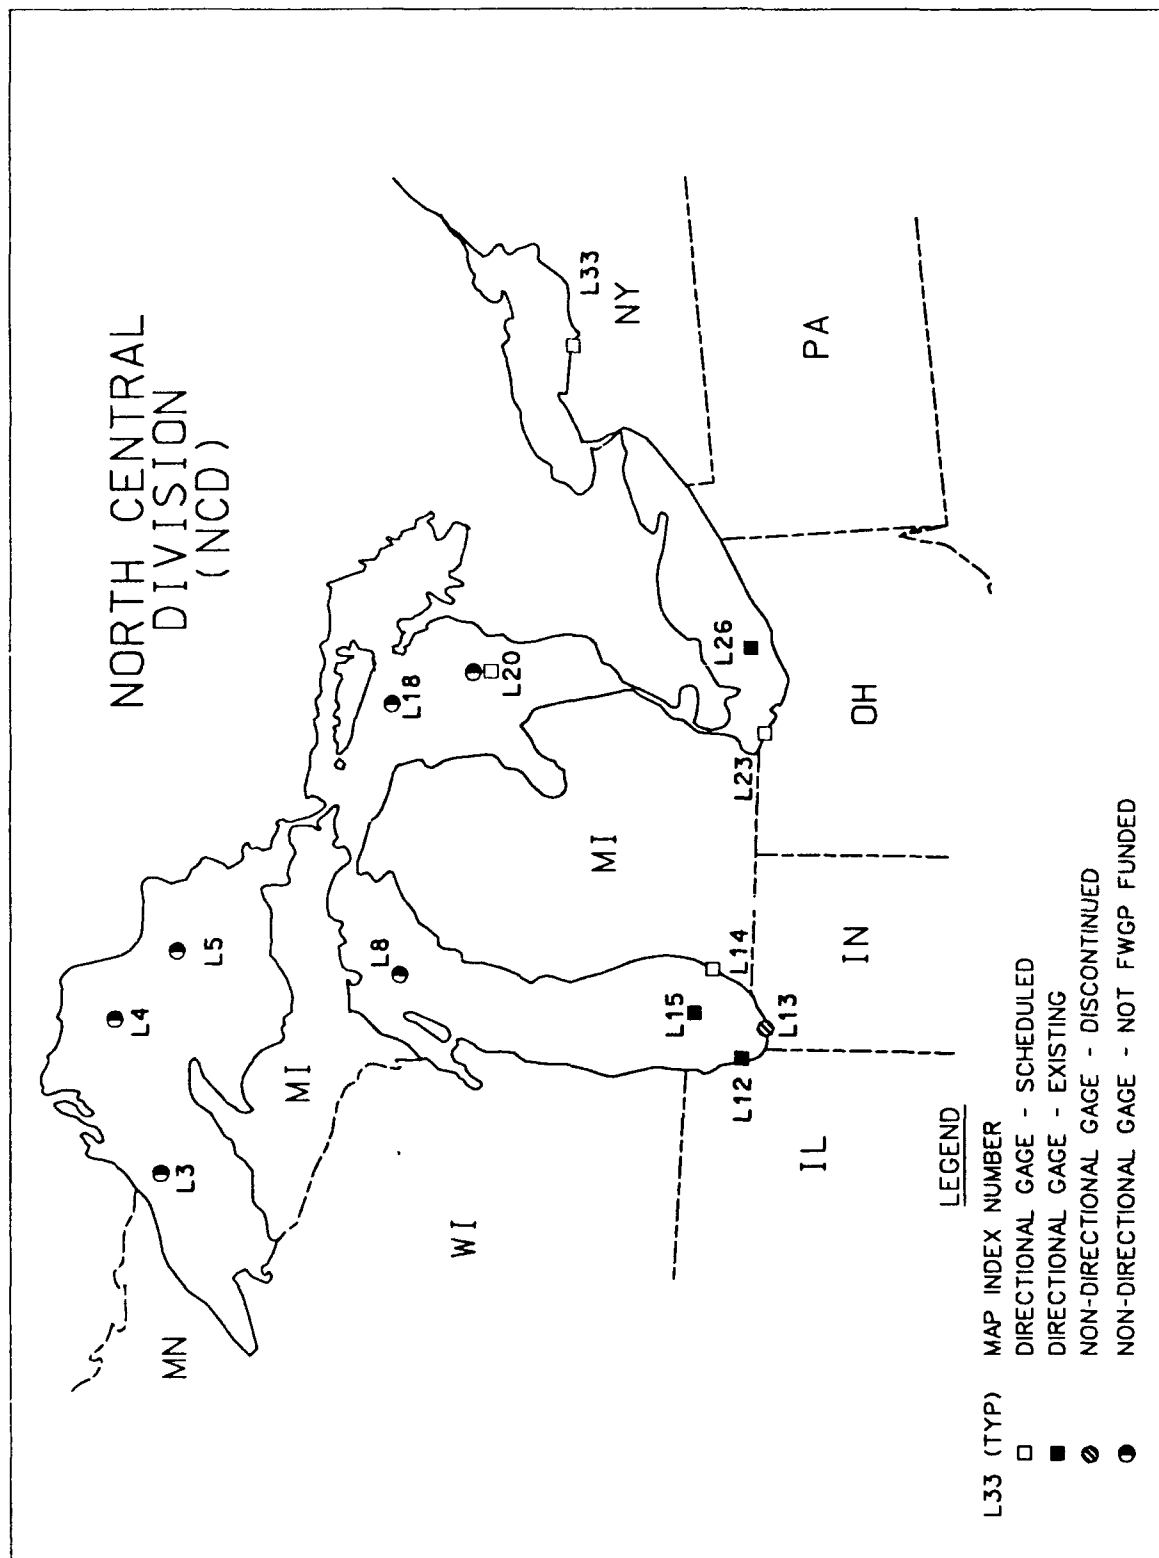 NORTH CENTRAL
DIVISION
(NCD)
MN
L3
L4
L5
MI
WI
L8
L18
L20
MI
L33
NY
PA
L26
L23
OH
L15
L14
L12
L13
IL
IN
LEGEND
L33 (TYP) MAP INDEX NUMBER
DIRECTIONAL GAGE - SCHEDULED
DIRECTIONAL GAGE - EXISTING
NON-DIRECTIONAL GAGE - DISCONTINUED
NON-DIRECTIONAL GAGE - NOT FWGP FUNDED